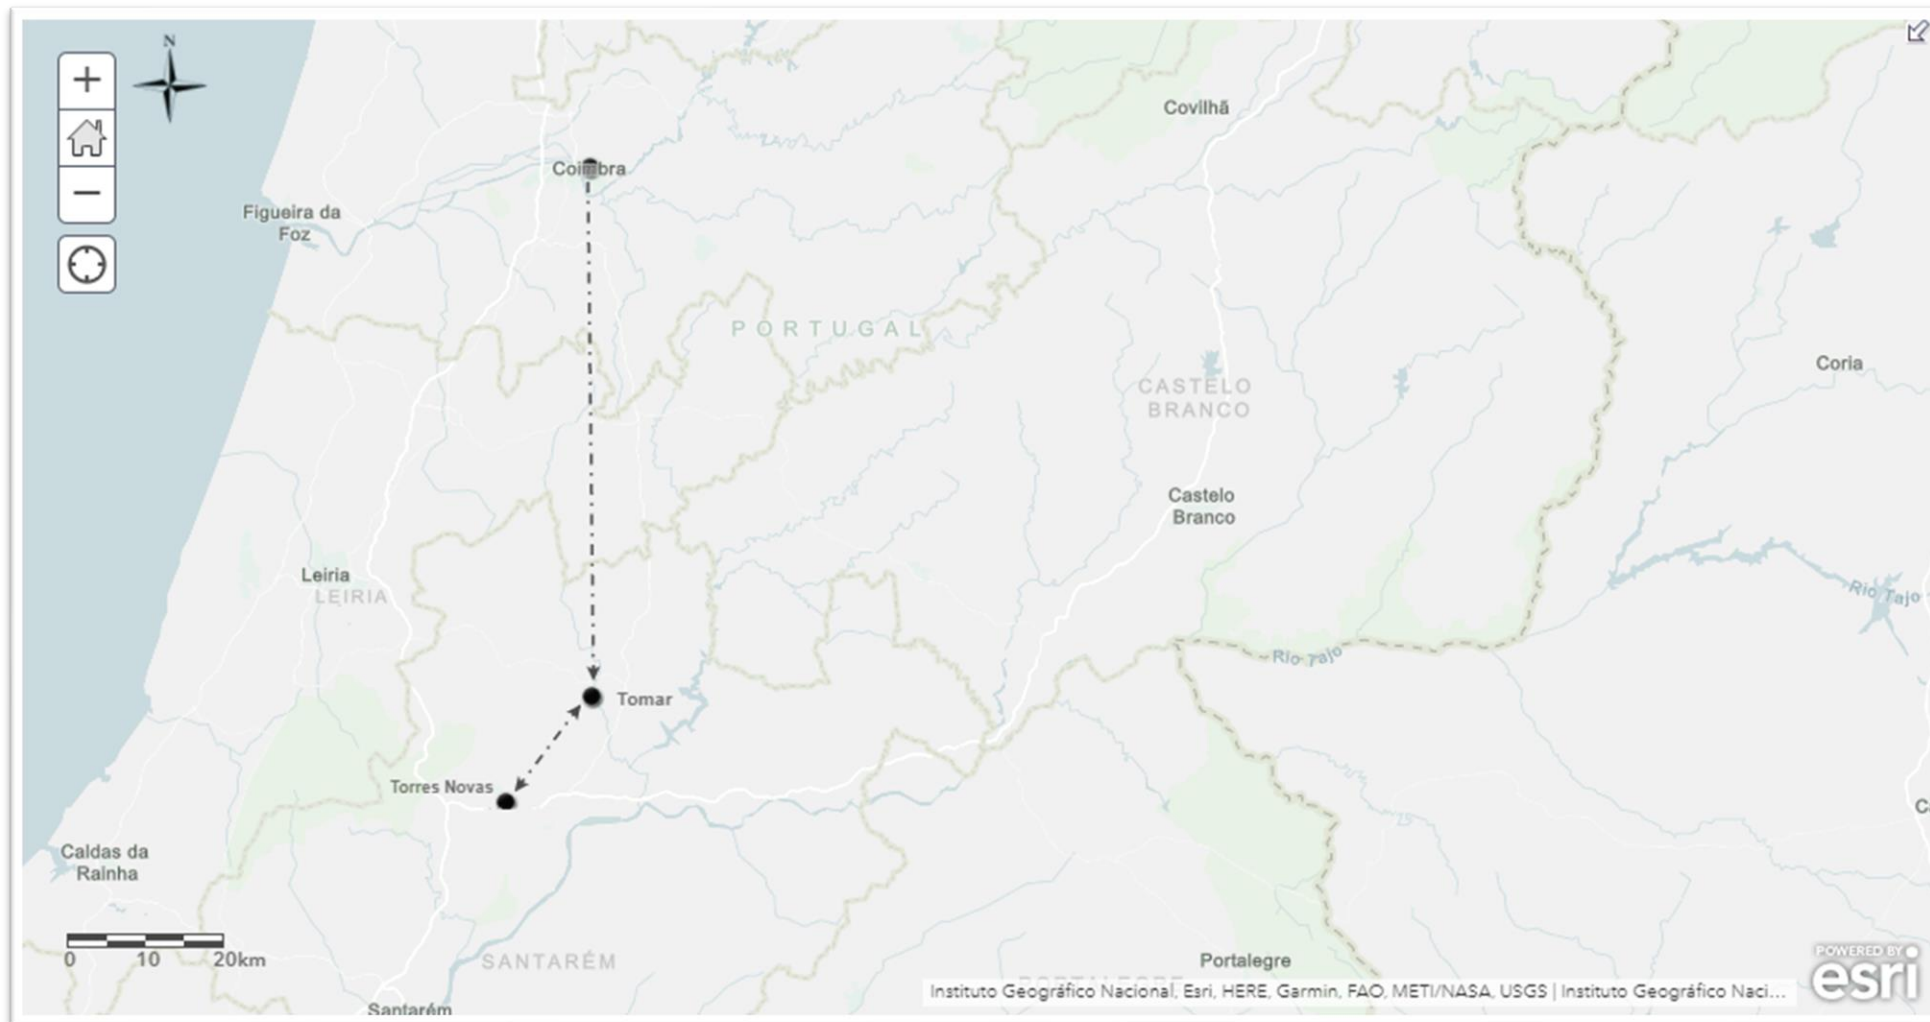 N
Covilhã
Coimbra
Figueira da
Foz
PORTUGAL
Coria
CASTELO
BRANCO
Castelo
Branco
Leiria
LEIRIA
Rio Tajo
Rio Tajo
Tomar
Torres Novas
Caldas da
Rainha
0 10 20km
SANTARÉM
Portalegre
PORTALEGRE
Santarém
Instituto Geográfico Nacional, Esri, HERE, Garmin, FAO, METI/NASA, USGS | Instituto Geográfico Naci...
POWERED BY
esri